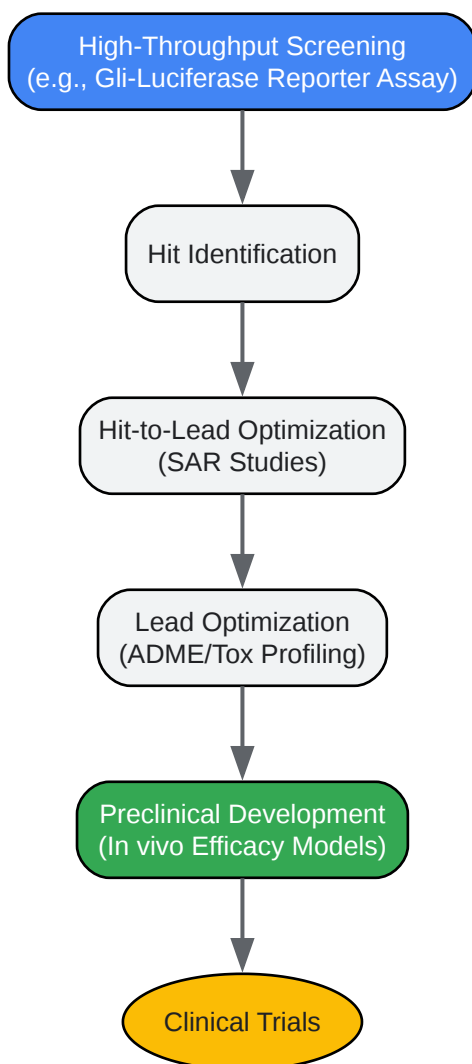 High-Throughput Screening
(e.g., Gli-Luciferase Reporter Assay)
Hit Identification
Hit-to-Lead Optimization
(SAR Studies)
Lead Optimization
(ADME/Tox Profiling)
Preclinical Development
(In vivo Efficacy Models)
Clinical Trials